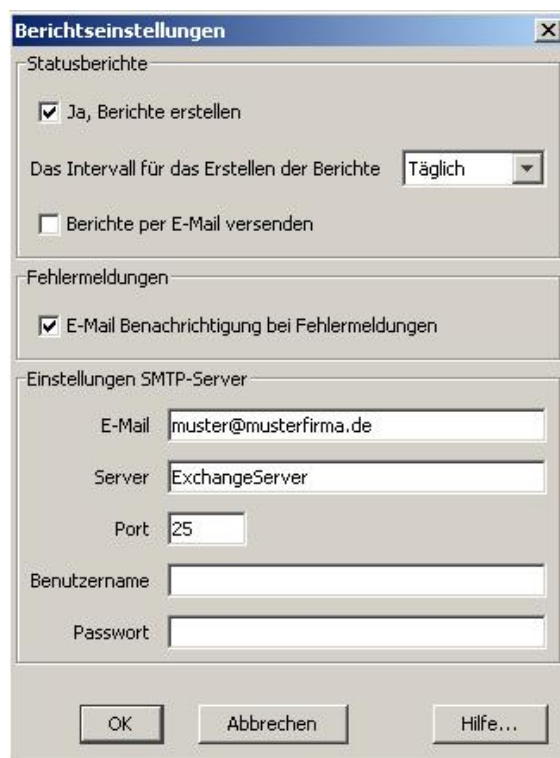 Berichtseinstellungen
Statusberichte
Ja, Berichte erstellen
Das Intervall für das Erstellen der Berichte Täglich
Berichte per E-Mail versenden
Fehlermeldungen
E-Mail Benachrichtigung bei Fehlermeldungen
Einstellungen SMTP-Server
E-Mail muster@musterfirma.de
Server ExchangeServer
Port 25
Benutzername
Passwort
OK Abbrechen Hilfe...